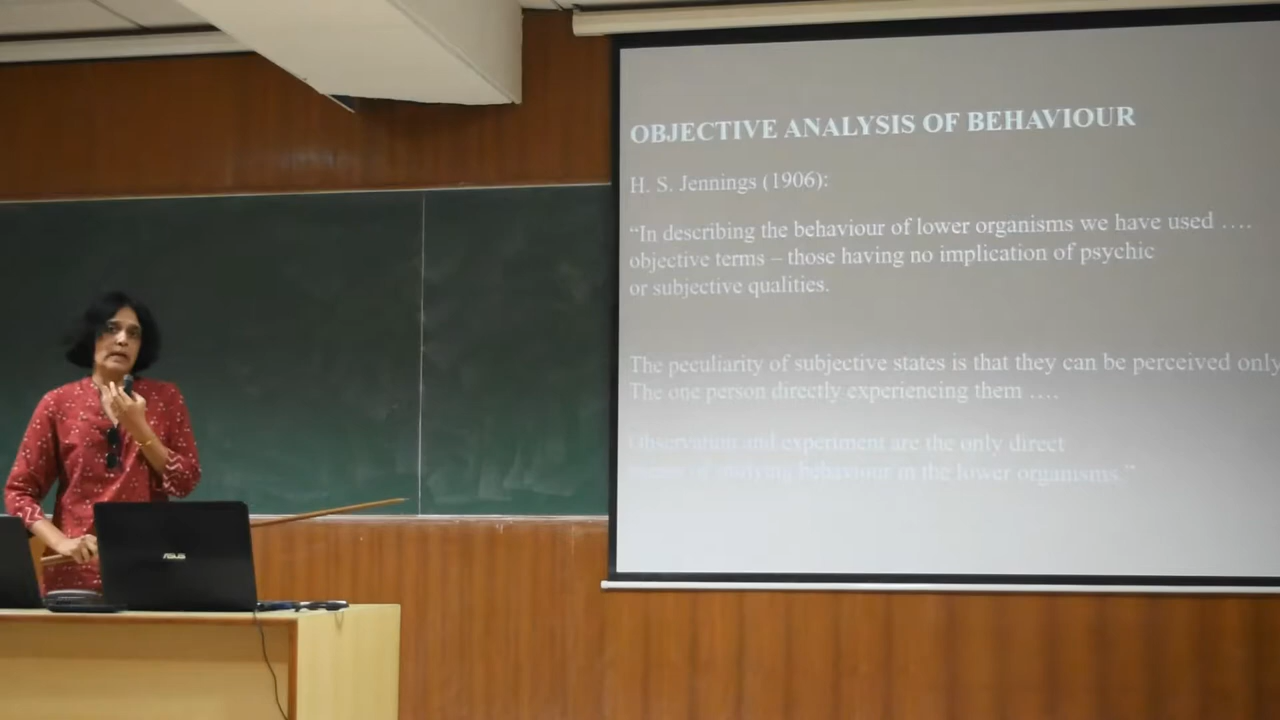 OBJECTIVE ANALYSIS OF BEHAVIOUR
H. S. Jennings (1906):
“In describing the behaviour of lower organisms we have used ….
objective terms – those having no implication of psychic
or subjective qualities.
The peculiarity of subjective states is that they can be perceived only
The one person directly experiencing them ….
Observation and experiment are the only direct
studying behaviour in the lower organisms.”
ASUS